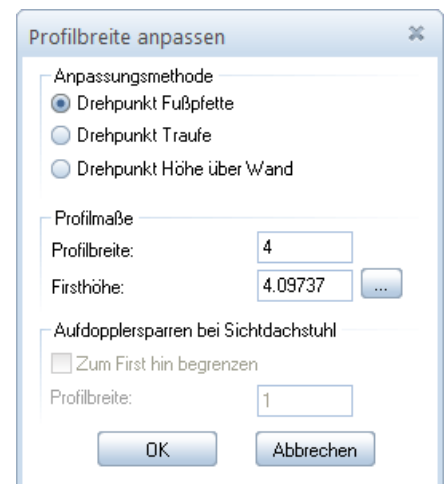 Profilbreite anpassen
Anpassungsmethode
Drehpunkt Fußpfette
Drehpunkt Traufe
Drehpunkt Höhe über Wand
Profilmaße
Profilbreite: 4
Firsthöhe: 4.09737 ...
Aufdopplersparren bei Sichtdachstuhl
Zum First hin begrenzen
Profilbreite: 1
OK Abbrechen